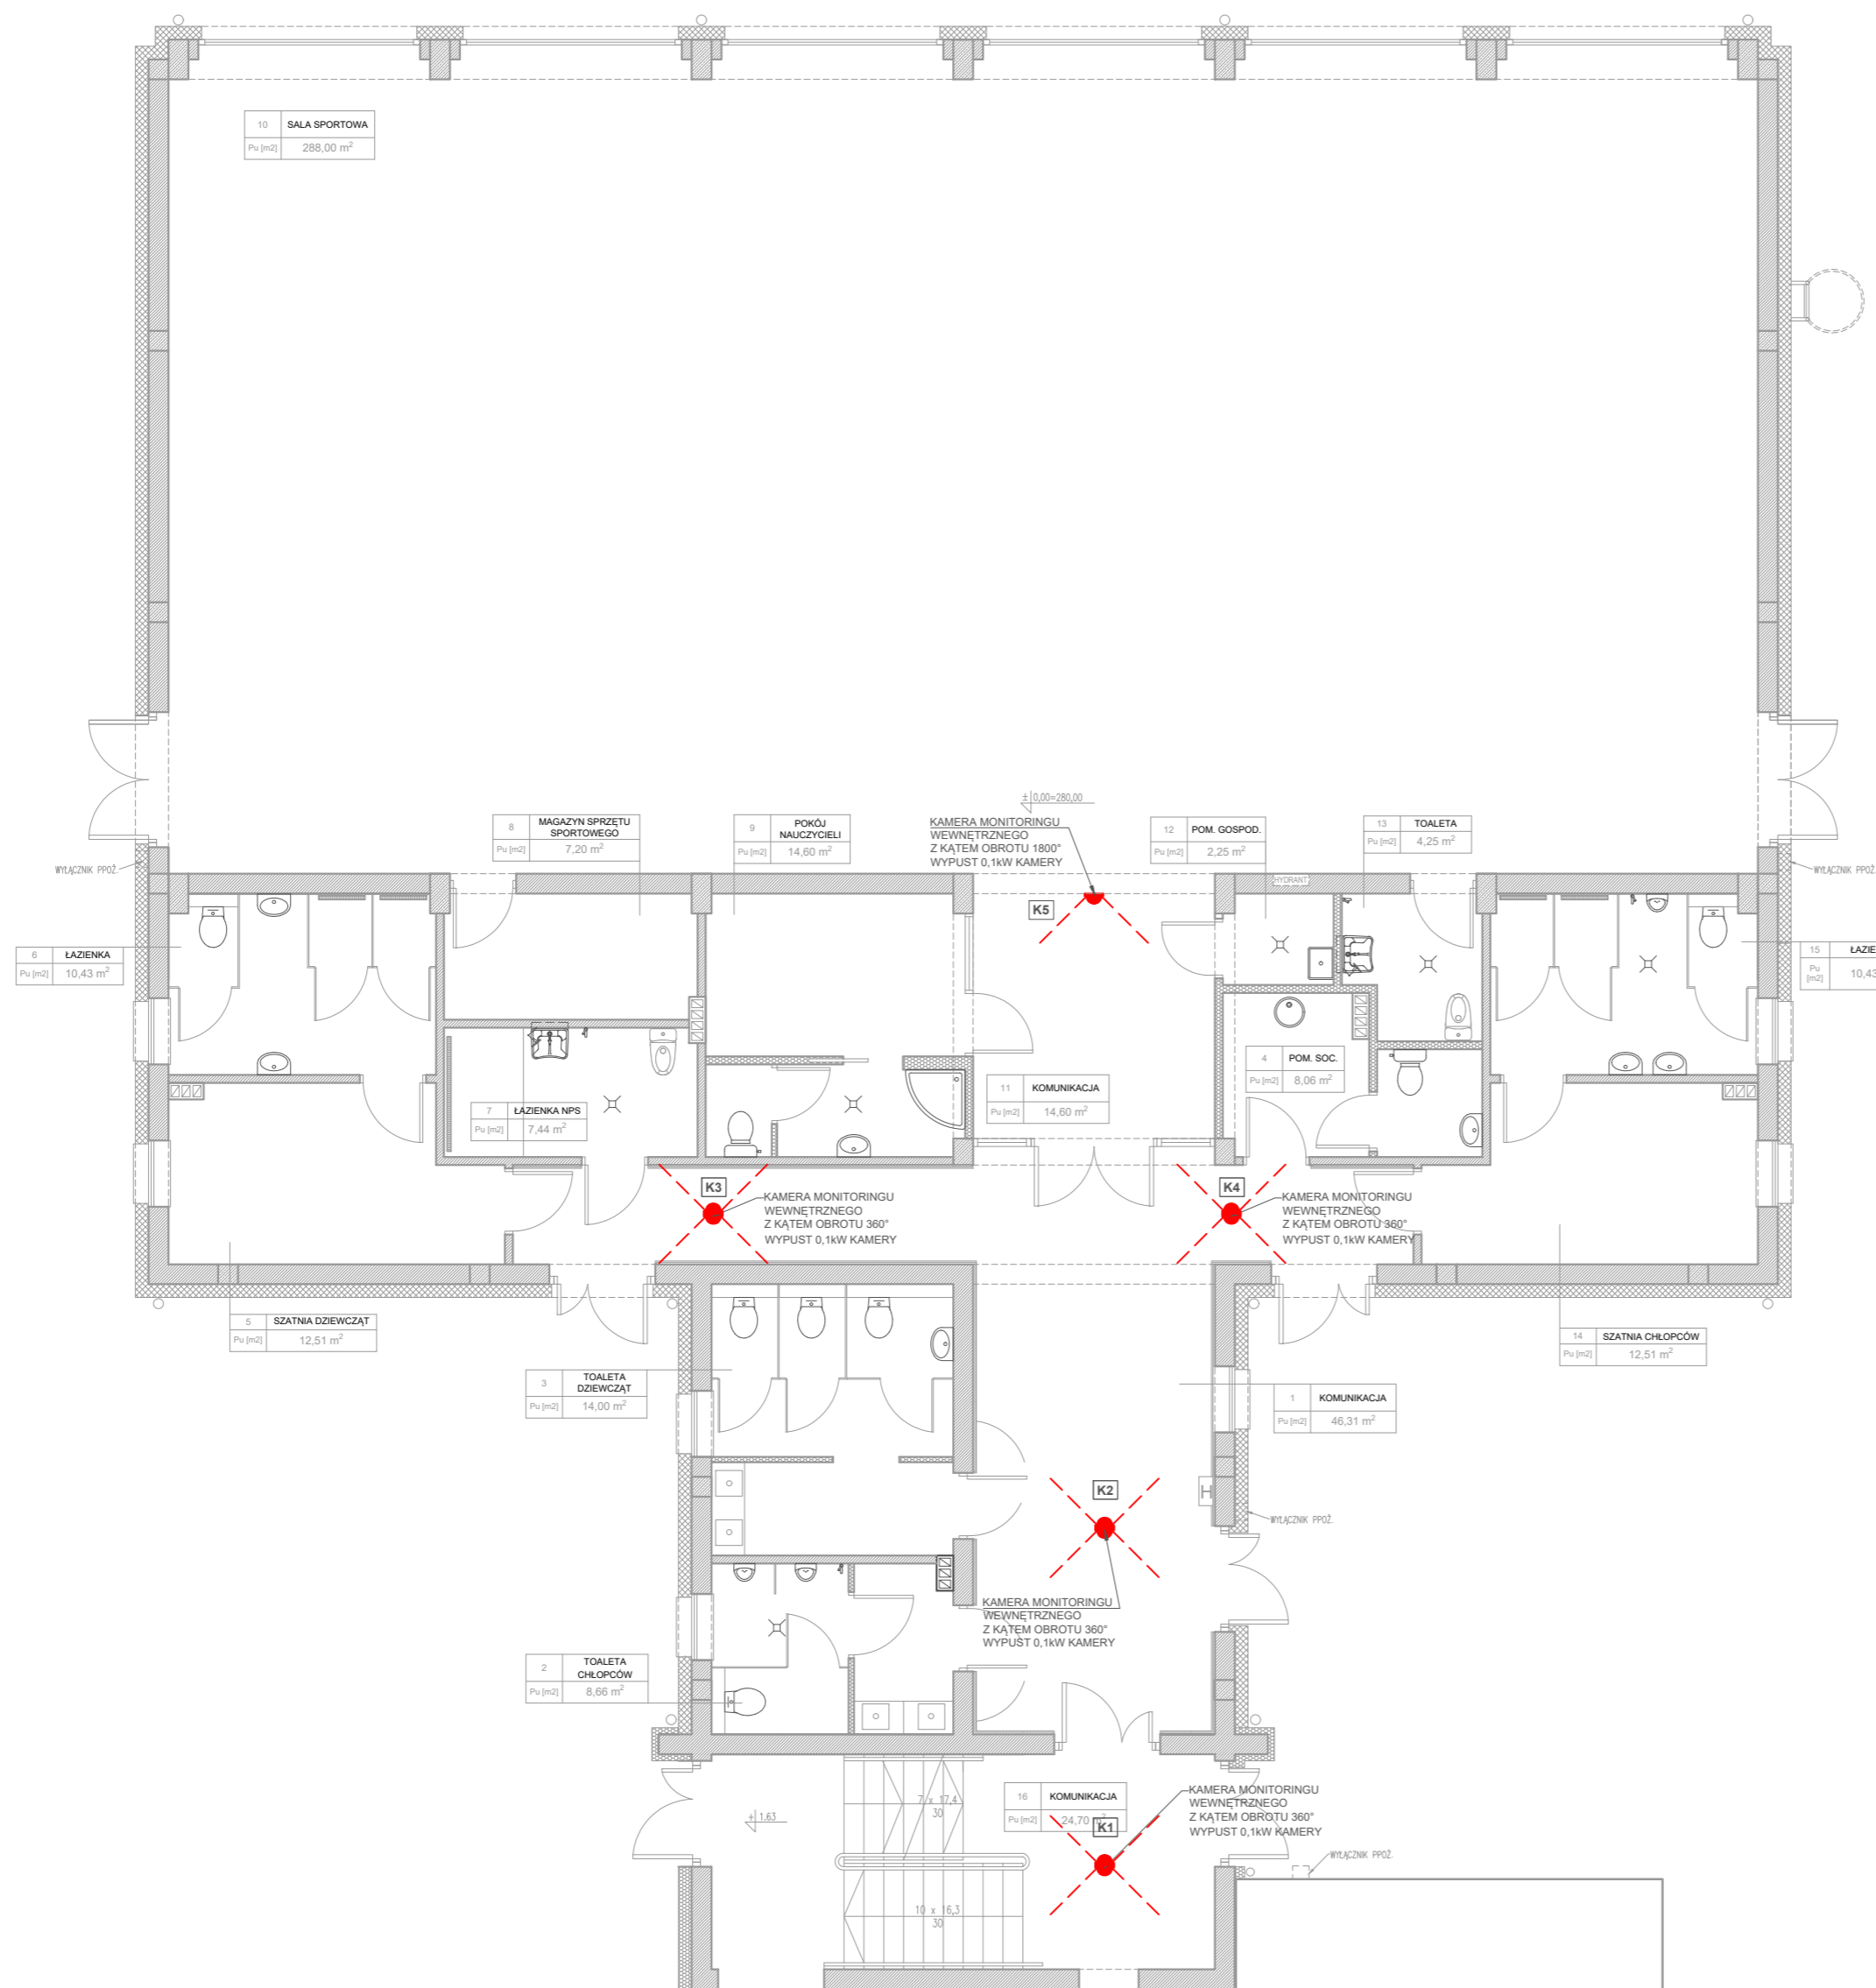 10 SALA SPORTOWA
Pu [m2] 288,00 m²
±0,00=280,00
8 MAGAZYN SPRZĘTU
SPORTOWEGO
Pu [m2] 7,20 m²
9 POKÓJ
NAUCZYCIELI
Pu [m2] 14,60 m²
KAMERA MONITORINGU
WEWNĘTRZNEGO
Z KĄTEM OBROTU 1800°
WYPUST 0,1kW KAMERY
12 POM. GOSPOD.
Pu [m2] 2,25 m²
13 TOALETA
Pu [m2] 4,25 m²
WYŁĄCZNIK PPOŻ.
WYŁĄCZNIK PPOŻ.
HYDRANT
K5
6 ŁAZIENKA
Pu [m2] 10,43 m²
15 ŁAZIE
Pu
[m2] 10,43
4 POM. SOC.
Pu [m2] 8,06 m²
11 KOMUNIKACJA
Pu [m2] 14,60 m²
7 ŁAZIENKA NPS
Pu [m2] 7,44 m²
K3
KAMERA MONITORINGU
WEWNĘTRZNEGO
Z KĄTEM OBROTU 360°
WYPUST 0,1kW KAMERY
K4
KAMERA MONITORINGU
WEWNĘTRZNEGO
Z KĄTEM OBROTU 360°
WYPUST 0,1kW KAMERY
5 SZATNIA DZIEWCZĄT
Pu [m2] 12,51 m²
14 SZATNIA CHŁOPCÓW
Pu [m2] 12,51 m²
3 TOALETA
DZIEWCZĄT
Pu [m2] 14,00 m²
1 KOMUNIKACJA
Pu [m2] 46,31 m²
K2
H
WYŁĄCZNIK PPOŻ.
KAMERA MONITORINGU
WEWNĘTRZNEGO
Z KĄTEM OBROTU 360°
WYPUST 0,1kW KAMERY
2 TOALETA
CHŁOPCÓW
Pu [m2] 8,66 m²
16 KOMUNIKACJA
Pu [m2] 24,70 m²
KAMERA MONITORINGU
WEWNĘTRZNEGO
Z KĄTEM OBROTU 360°
WYPUST 0,1kW KAMERY
K1
7 x 17,4
30
+1,63
WYŁĄCZNIK PPOŻ.
10 x 16,3
30